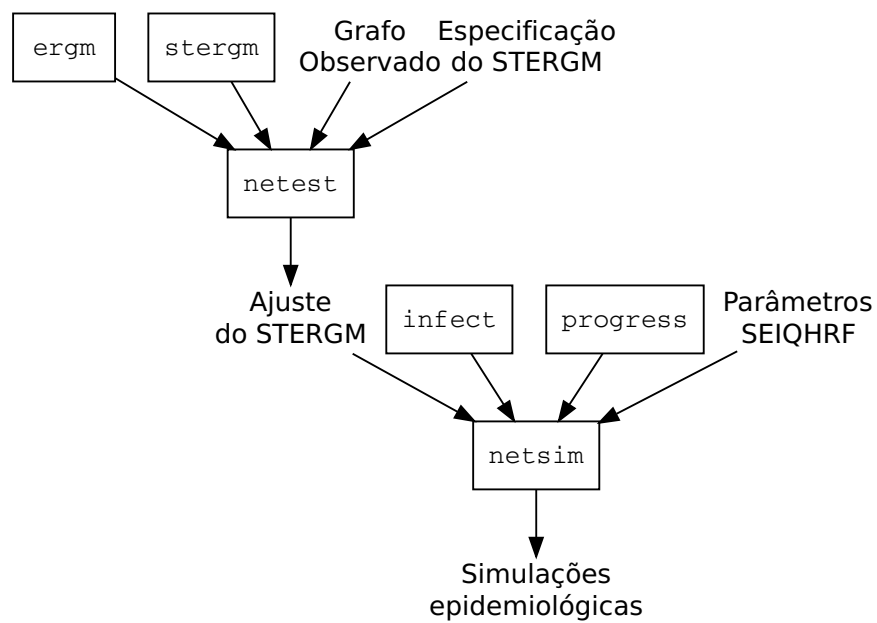 ergm
stergm
Grafo
Observado
Especificação
do STERGM
netest
Ajuste
do STERGM
infect
progress
Parâmetros
SEIQHRF
netsim
Simulações
epidemiológicas